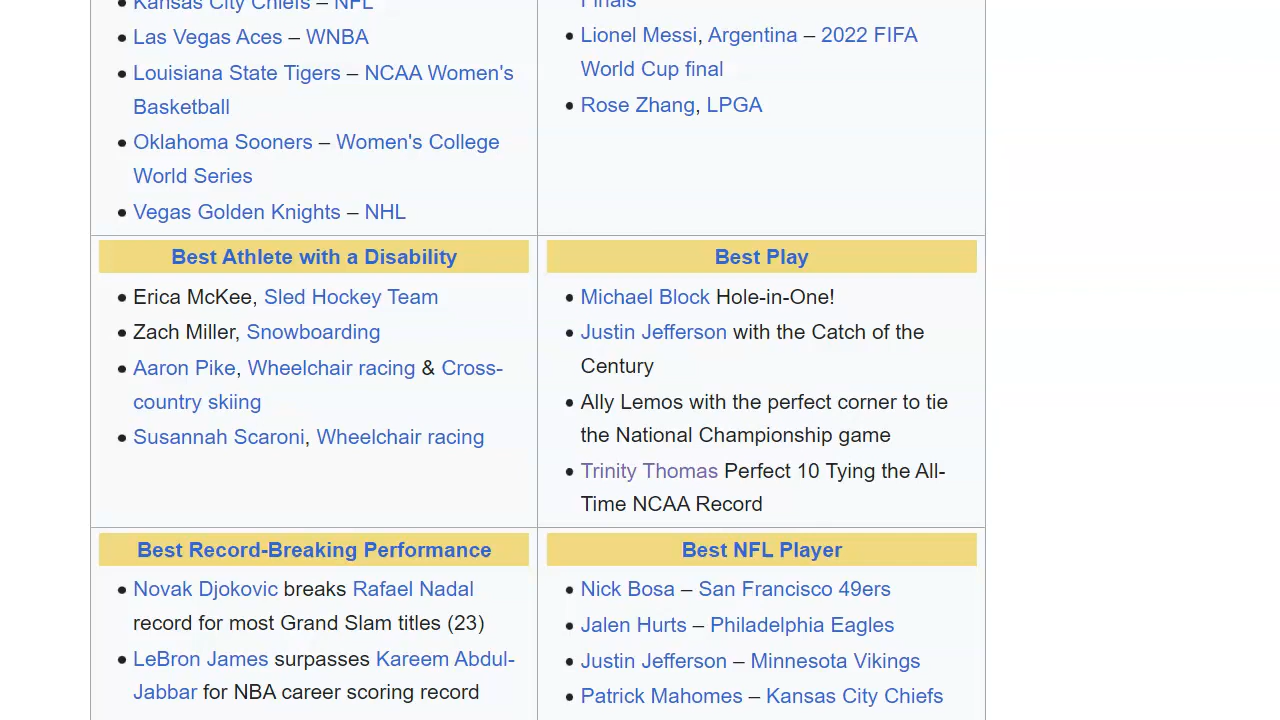 Kansas City Chiefs – NFL
Las Vegas Aces – WNBA
Louisiana State Tigers – NCAA Women's
Basketball
Oklahoma Sooners – Women's College
World Series
Vegas Golden Knights – NHL
Finals
Lionel Messi, Argentina – 2022 FIFA
World Cup final
Rose Zhang, LPGA
Best Athlete with a Disability
Erica McKee, Sled Hockey Team
Zach Miller, Snowboarding
Aaron Pike, Wheelchair racing & Cross-
country skiing
Susannah Scaroni, Wheelchair racing
Best Play
Michael Block Hole-in-One!
Justin Jefferson with the Catch of the
Century
Ally Lemos with the perfect corner to tie
the National Championship game
Trinity Thomas Perfect 10 Tying the All-
Time NCAA Record
Best Record-Breaking Performance
Novak Djokovic breaks Rafael Nadal
record for most Grand Slam titles (23)
LeBron James surpasses Kareem Abdul-
Jabbar for NBA career scoring record
Best NFL Player
Nick Bosa – San Francisco 49ers
Jalen Hurts – Philadelphia Eagles
Justin Jefferson – Minnesota Vikings
Patrick Mahomes – Kansas City Chiefs